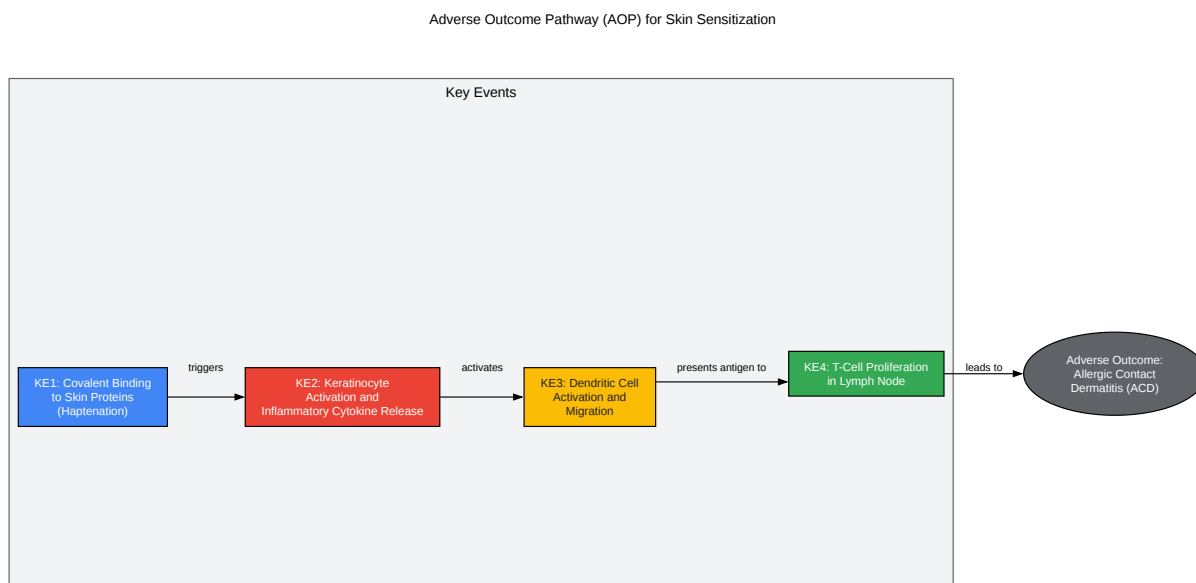 Adverse Outcome Pathway (AOP) for Skin Sensitization
Key Events
KE1: Covalent Binding
to Skin Proteins
(Haptenation)
triggers
KE2: Keratinocyte
Activation and
Inflammatory Cytokine Release
activates
KE3: Dendritic Cell
Activation and
Migration
presents antigen to
KE4: T-Cell Proliferation
in Lymph Node
leads to
Adverse Outcome:
Allergic Contact
Dermatitis (ACD)